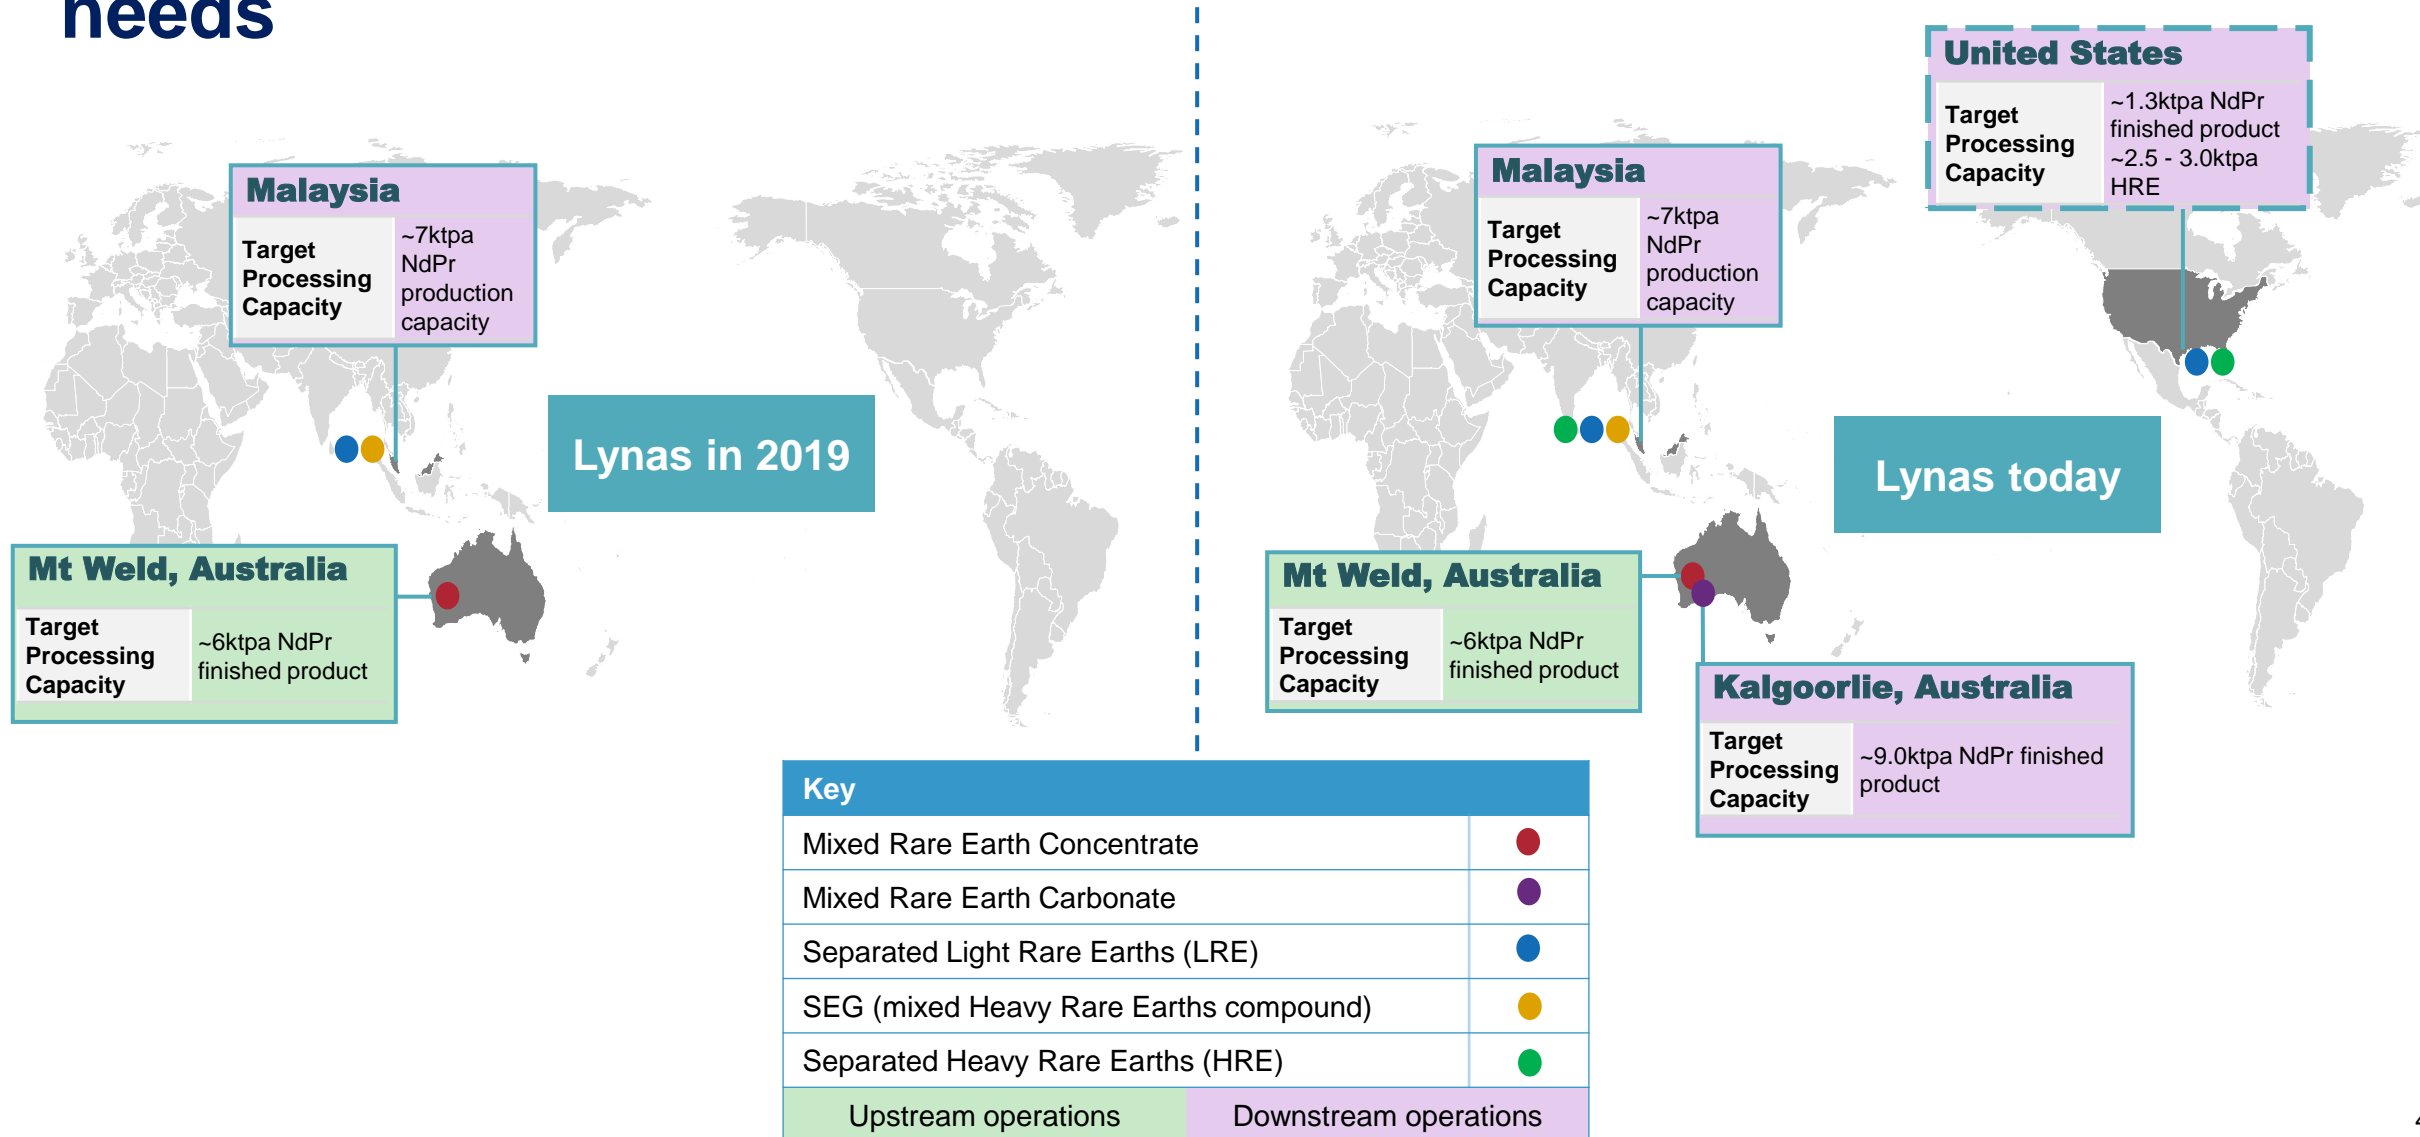 needs
Malaysia
Target
Processing
Capacity
~7ktpa
NdPr
production
capacity
Lynas in 2019
Mt Weld, Australia
Target
Processing
Capacity
~6ktpa NdPr
finished product
United States
Target
Processing
Capacity
~1.3ktpa NdPr
finished product
~2.5 - 3.0ktpa
HRE
Malaysia
Target
Processing
Capacity
~7ktpa
NdPr
production
capacity
Lynas today
Mt Weld, Australia
Target
Processing
Capacity
~6ktpa NdPr
finished product
Kalgoorlie, Australia
Target
Processing
Capacity
~9.0ktpa NdPr finished
product
Key
Mixed Rare Earth Concentrate
Mixed Rare Earth Carbonate
Separated Light Rare Earths (LRE)
SEG (mixed Heavy Rare Earths compound)
Separated Heavy Rare Earths (HRE)
Upstream operations
Downstream operations